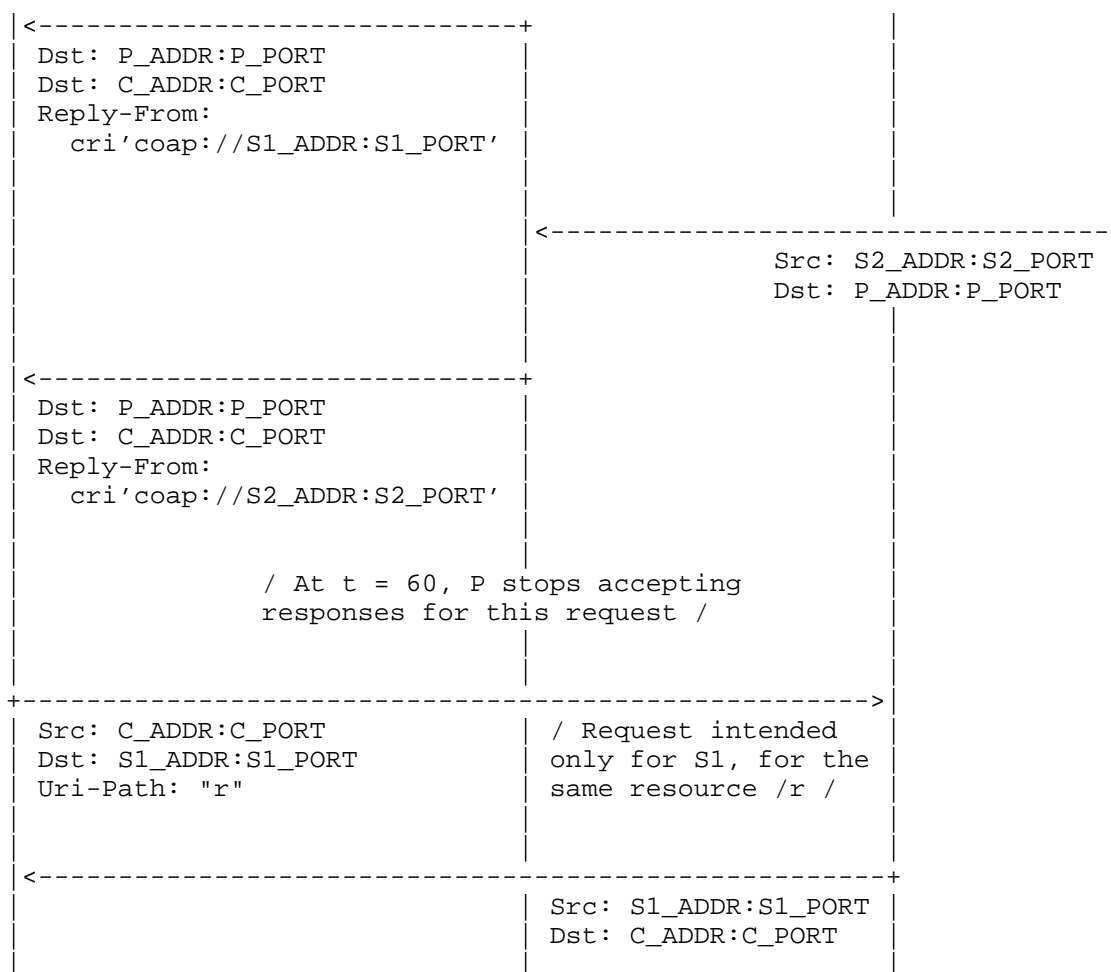 Dst: P_ADDR:P_PORT
Dst: C_ADDR:C_PORT
Reply-From:
cri'coap://S1_ADDR:S1_PORT'
Src: S2_ADDR:S2_PORT
Dst: P_ADDR:P_PORT
Dst: P_ADDR:P_PORT
Dst: C_ADDR:C_PORT
Reply-From:
cri'coap://S2_ADDR:S2_PORT'
/ At t = 60, P stops accepting
responses for this request /
Src: C_ADDR:C_PORT
Dst: S1_ADDR:S1_PORT
Uri-Path: "r"
/ Request intended
only for S1, for the
same resource /r /
Src: S1_ADDR:S1_PORT
Dst: C_ADDR:C_PORT